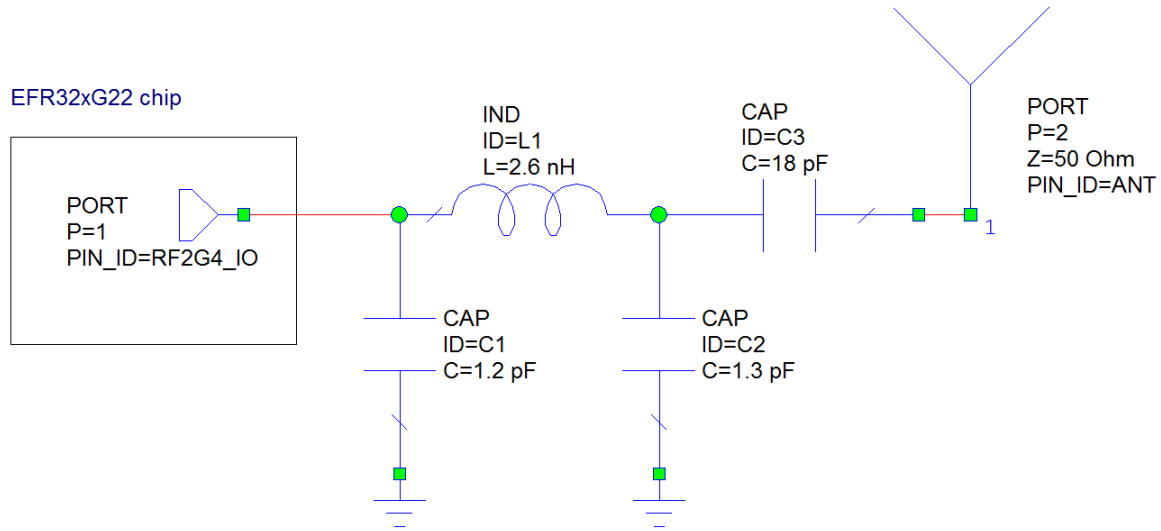 EFR32xG22 chip
PORT
P=1
PIN_ID=RF2G4_IO
IND
ID=L1
L=2.6 nH
CAP
ID=C3
C=18 pF
PORT
P=2
Z=50 Ohm
PIN_ID=ANT
1
CAP
ID=C1
C=1.2 pF
CAP
ID=C2
C=1.3 pF